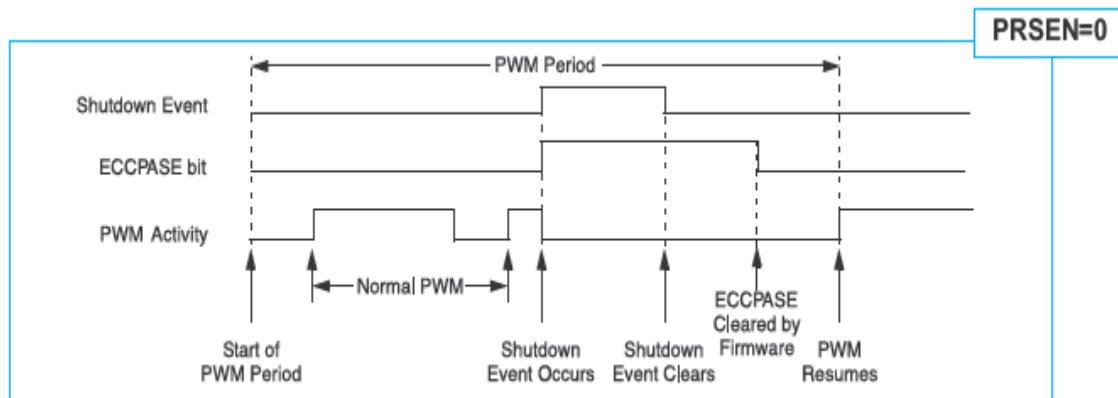 PRSEN=0
PWM Period
Shutdown Event
ECCPASE bit
PWM Activity
Normal PWM
Start of
PWM Period
Shutdown
Event Occurs
Shutdown
Event Clears
ECCPASE
Cleared by
Firmware
PWM
Resumes